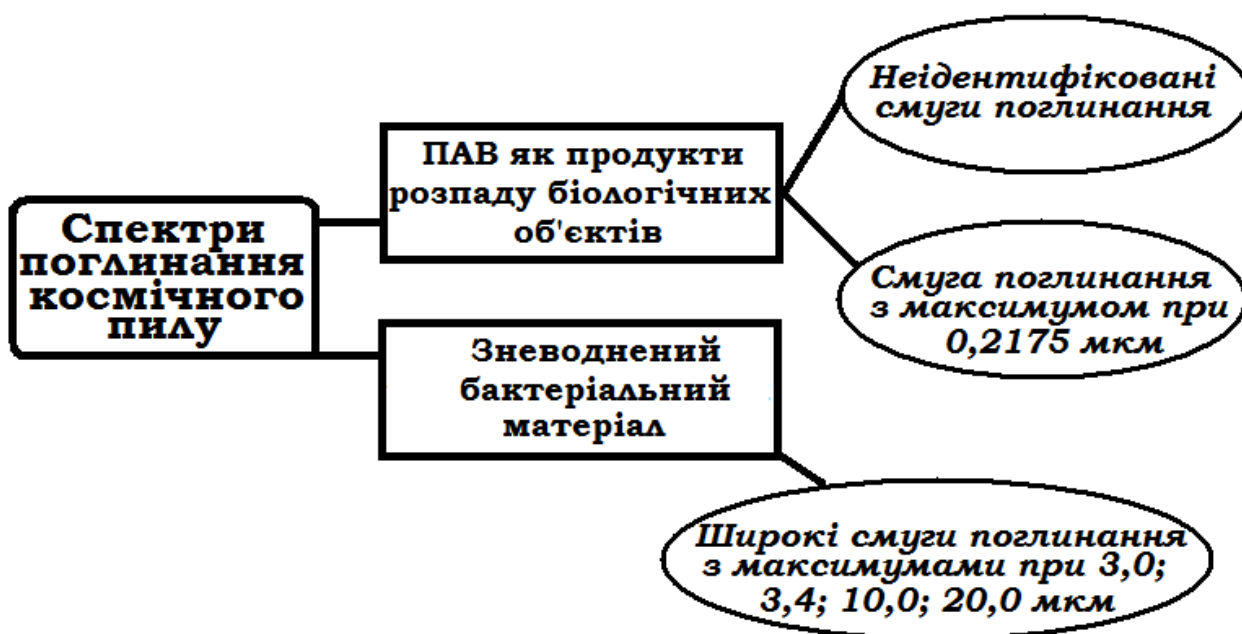 Спектри
поглинання
космічного
пилу
ПАВ як продукти
розпаду біологічних
об'єктів
Неідентифіковані
смуги поглинання
Смуга поглинання
з максимумом при
0,2175 мкм
Зневоднений
бактеріальний
матеріал
Широкі смуги поглинання
з максимумами при 3,0;
3,4; 10,0; 20,0 мкм